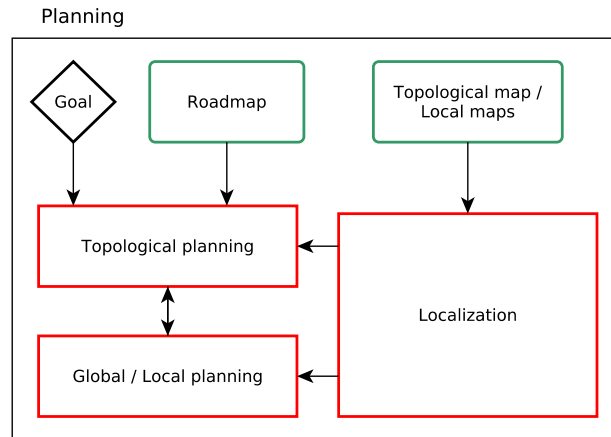 Planning
Goal
Roadmap
Topological map /
Local maps
Topological planning
Localization
Global / Local planning